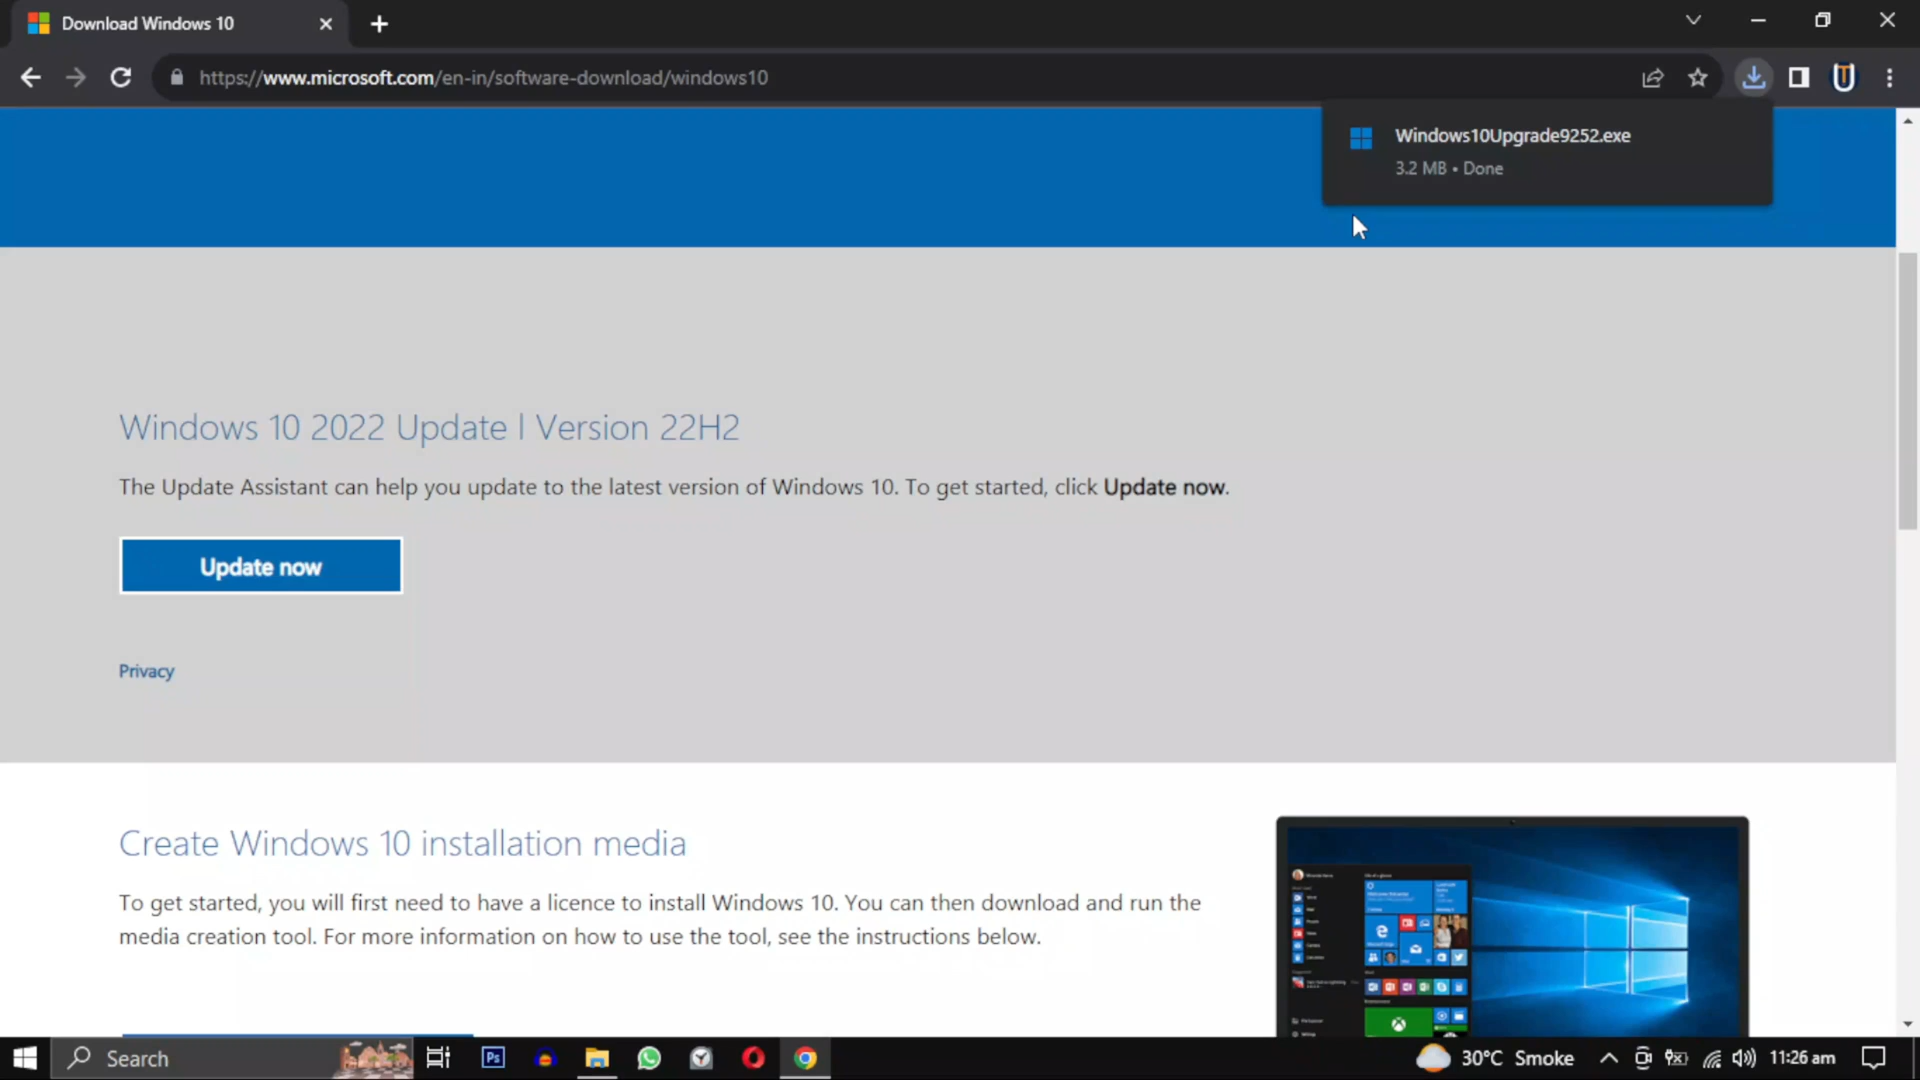 Download Windows 10
https://www.microsoft.com/en-in/software-download/windows10
Windows10Upgrade9252.exe
3.2 MB • Done
Windows 10 2022 Update | Version 22H2
The Update Assistant can help you update to the latest version of Windows 10. To get started, click Update now.
Update now
Privacy
Create Windows 10 installation media
To get started, you will first need to have a licence to install Windows 10. You can then download and run the
media creation tool. For more information on how to use the tool, see the instructions below.
Search
Ps
30°C Smoke
11:26 am